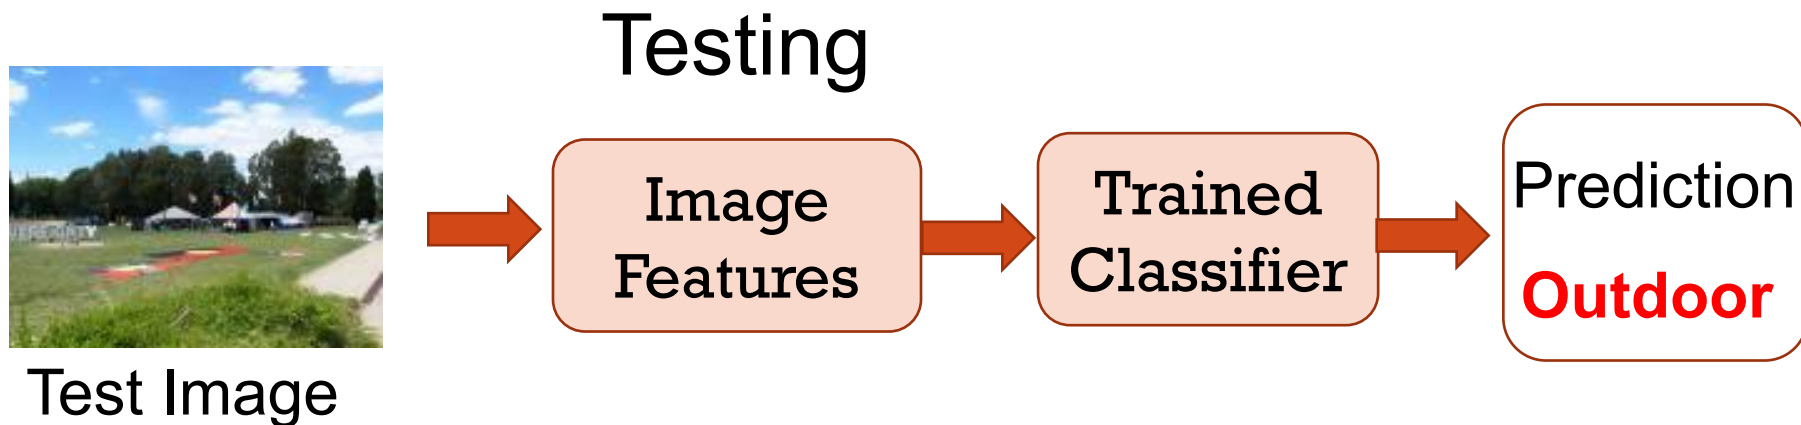 Testing
Test Image
Image
Features
Trained
Classifier
Prediction
Outdoor